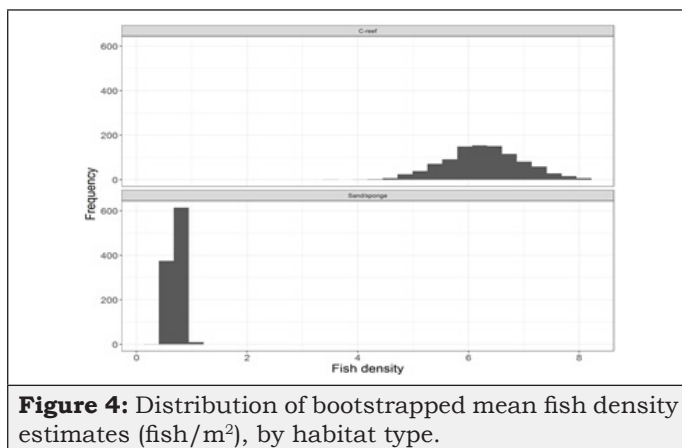 C-reef
600
400
200
0
Frequency
Sand/sponge
600
400
200
0
0 2 4 6 8
Fish density
Figure 4: Distribution of bootstrapped mean fish density
estimates (fish/m²), by habitat type.